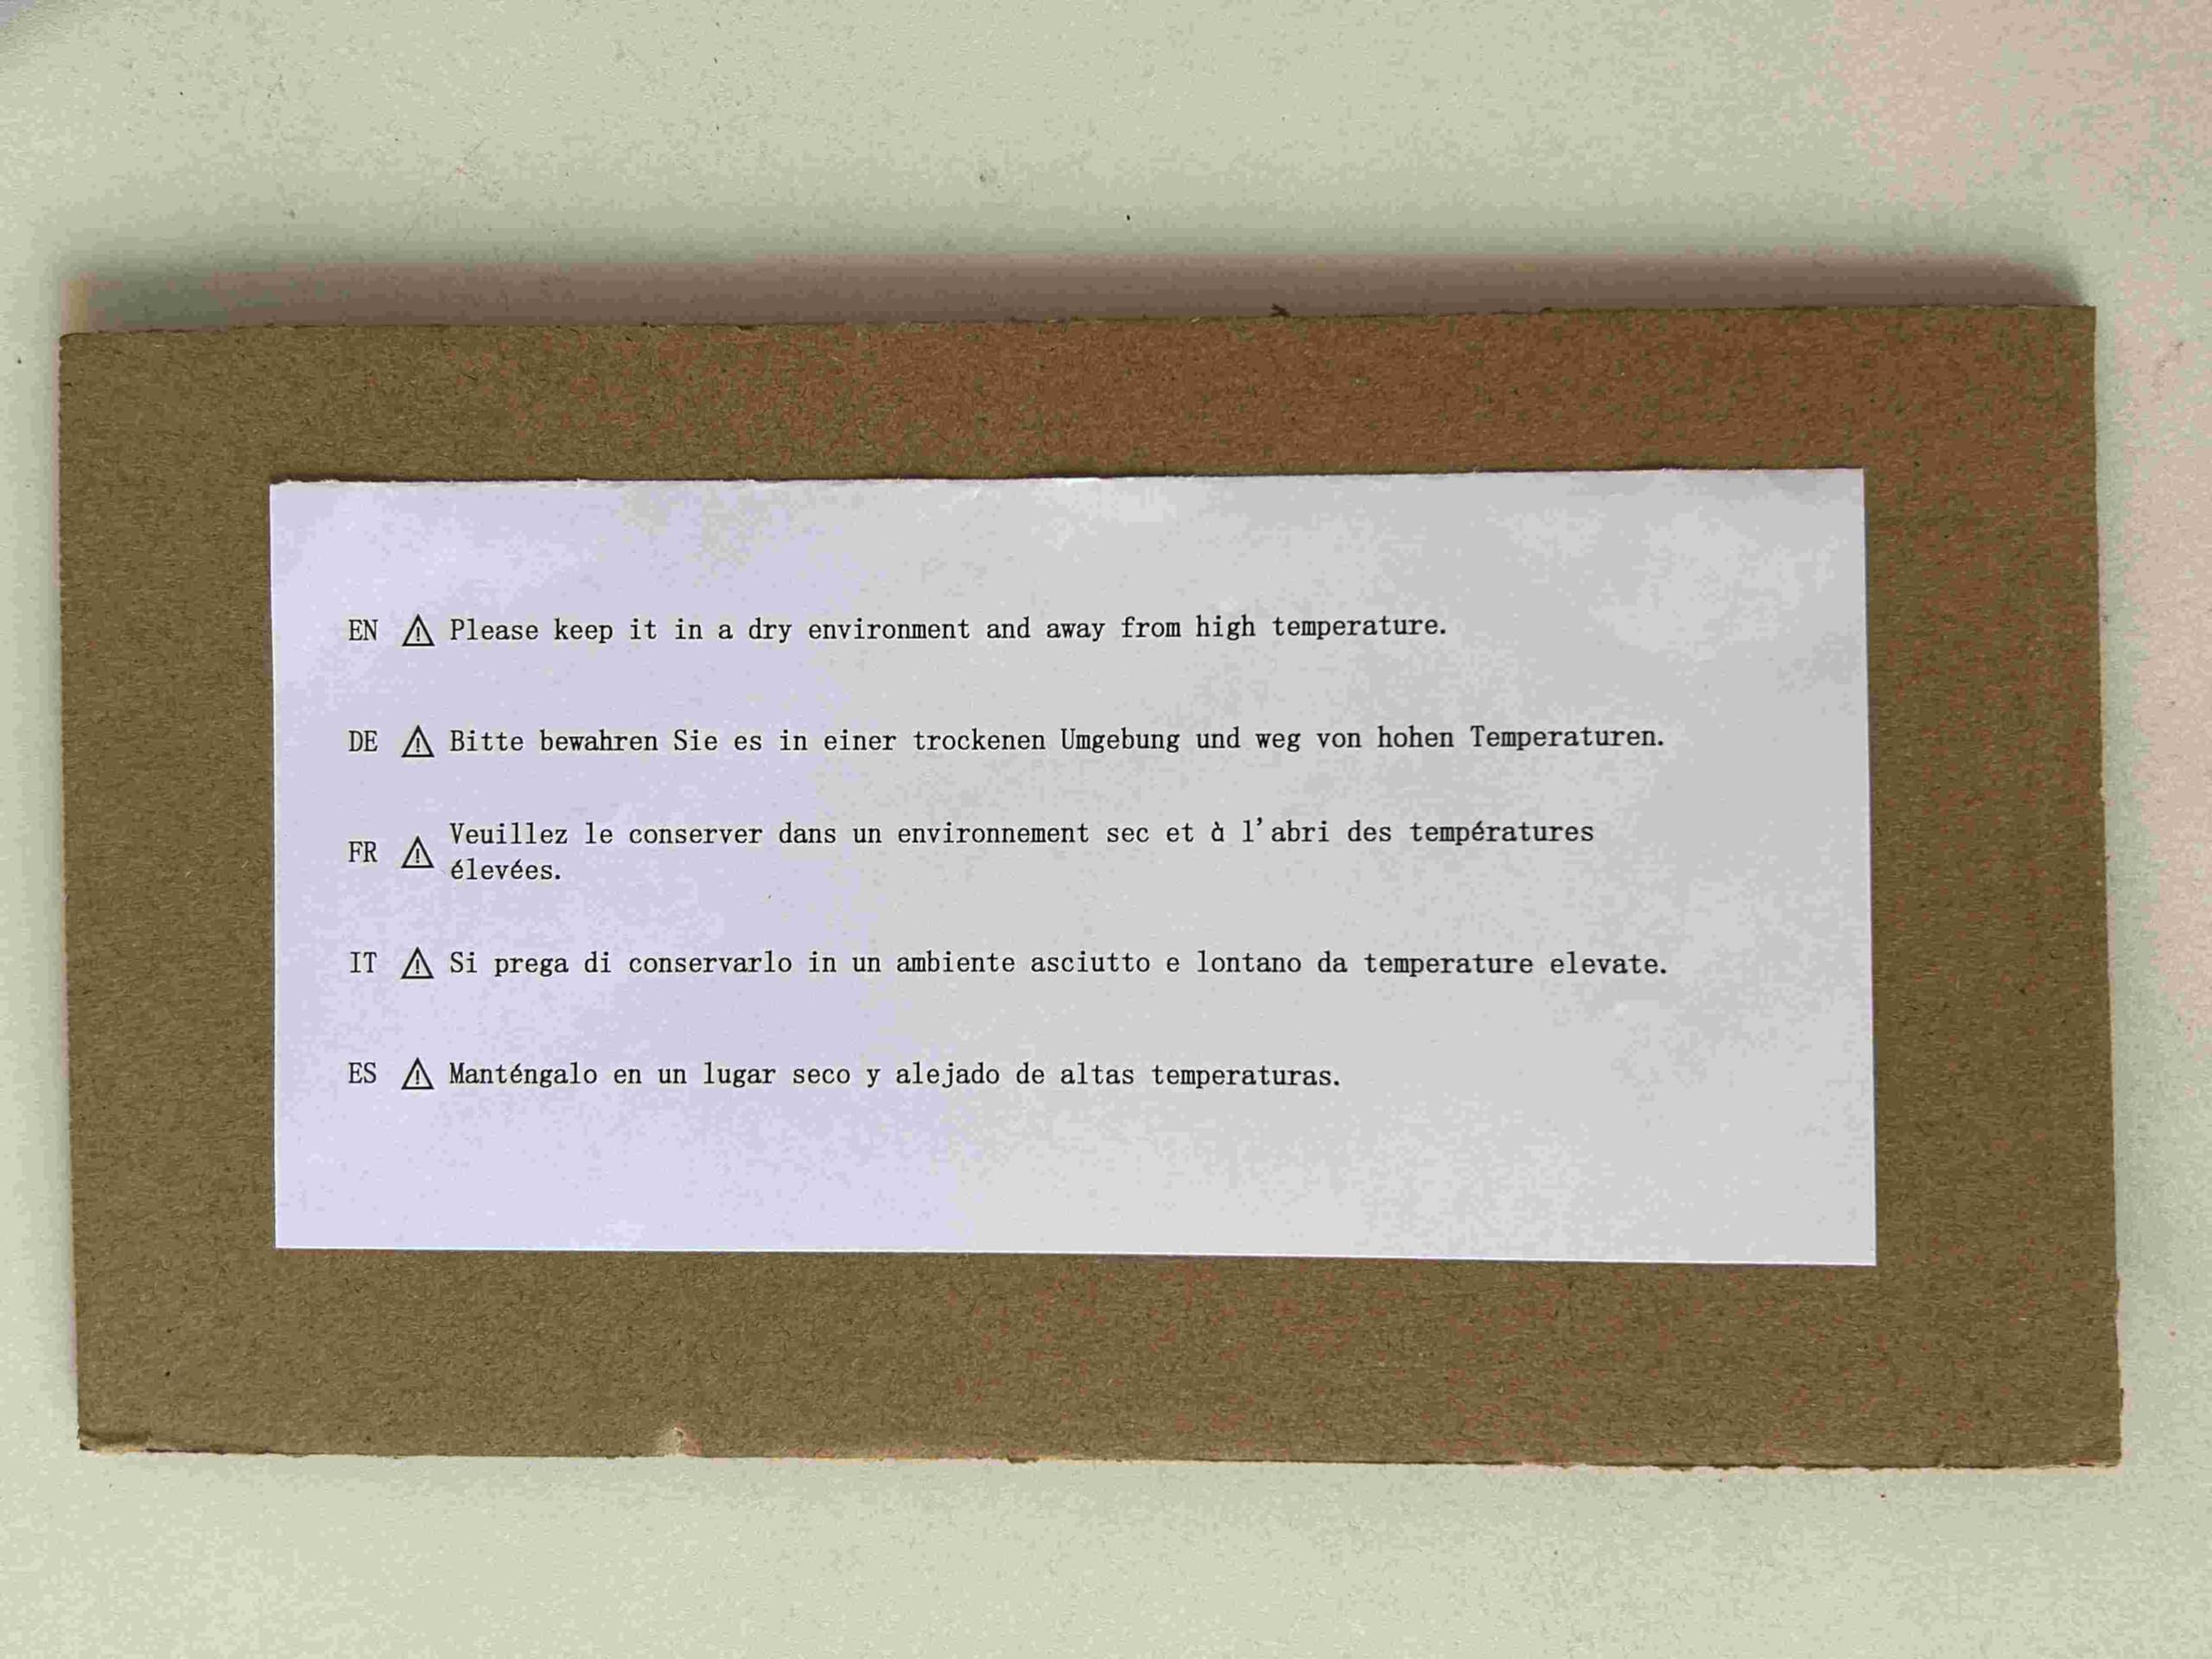 EN ⚠ Please keep it in a dry environment and away from high temperature.
DE ⚠ Bitte bewahren Sie es in einer trockenen Umgebung und weg von hohen Temperaturen.
FR ⚠ Veuillez le conserver dans un environnement sec et à l'abri des températures
élevées.
IT ⚠ Si prega di conservarlo in un ambiente asciutto e lontano da temperature elevate.
ES ⚠ Manténgalo en un lugar seco y alejado de altas temperaturas.